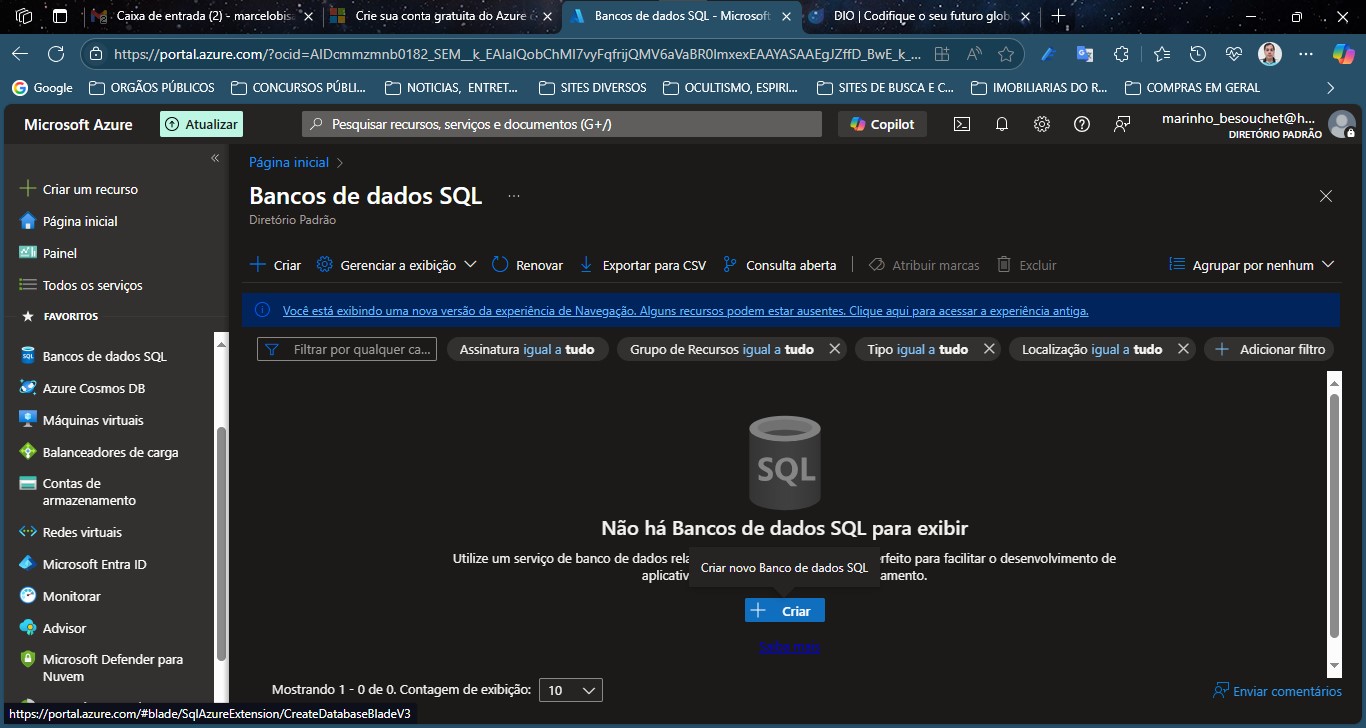 Caixa de entrada (2) - marcelobis
Crie sua conta gratuita do Azure
Bancos de dados SQL - Microsoft
DIO | Codifique o seu futuro glob
https://portal.azure.com/?ocid=AIDcmmzmnb0182_SEM__k_EAIaIQobChMI7vyFqfrijQMV6aVaBR0ImxexEAAYASAAEgJZffD_BwE_k_...
Google
ORGÃOS PÚBLICOS
CONCURSOS PÚBLI...
NOTICIAS, ENTRET...
SITES DIVERSOS
OCULTISMO, ESPIRI...
SITES DE BUSCA E C...
IMOBILIARIAS DO R...
COMPRAS EM GERAL
Microsoft Azure
Atualizar
Pesquisar recursos, serviços e documentos (G+/)
Copilot
marinho_besouchet@h...
DIRETÓRIO PADRÃO
Criar um recurso
Página inicial
Painel
Todos os serviços
FAVORITOS
Bancos de dados SQL
Azure Cosmos DB
Máquinas virtuais
Balanceadores de carga
Contas de
armazenamento
Redes virtuais
Microsoft Entra ID
Monitorar
Advisor
Microsoft Defender para
Nuvem
Página inicial
Bancos de dados SQL
...
Diretório Padrão
Criar
Gerenciar a exibição
Renovar
Exportar para CSV
Consulta aberta
Atribuir marcas
Excluir
Agrupar por nenhum
Você está exibindo uma nova versão da experiência de Navegação. Alguns recursos podem estar ausentes. Clique aqui para acessar a experiência antiga.
Filtrar por qualquer ca...
Assinatura igual a tudo
Grupo de Recursos igual a tudo
Tipo igual a tudo
Localização igual a tudo
Adicionar filtro
SQL
Não há Bancos de dados SQL para exibir
Utilize um serviço de banco de dados rela
rfeito para facilitar o desenvolvimento de
aplicativ
amento.
Criar novo Banco de dados SQL
Criar
Saiba mais
Mostrando 1 - 0 de 0. Contagem de exibição:
10
Enviar comentários
https://portal.azure.com/#blade/SqlAzureExtension/CreateDatabaseBladeV3